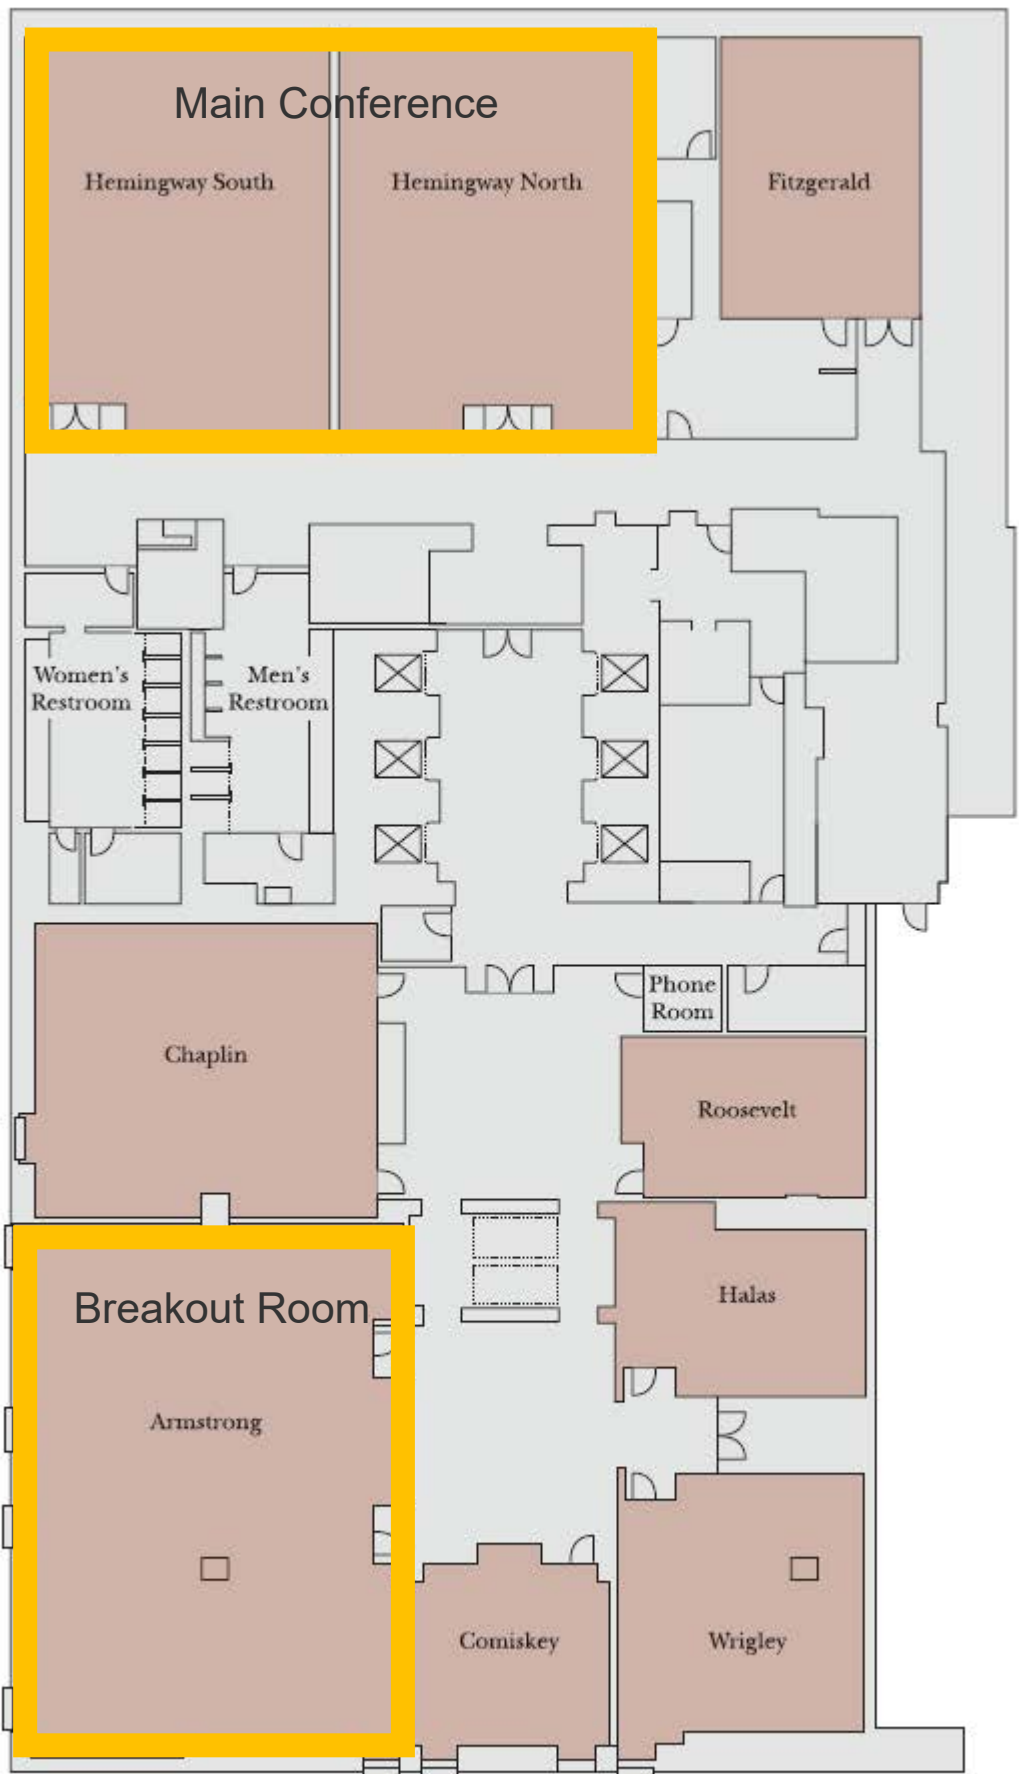 Main Conference
Hemingway South
Hemingway North
Fitzgerald
Women's
Restroom
Men's
Restroom
Phone
Room
Chaplin
Roosevelt
Breakout Room
Halas
Armstrong
Comiskey
Wrigley